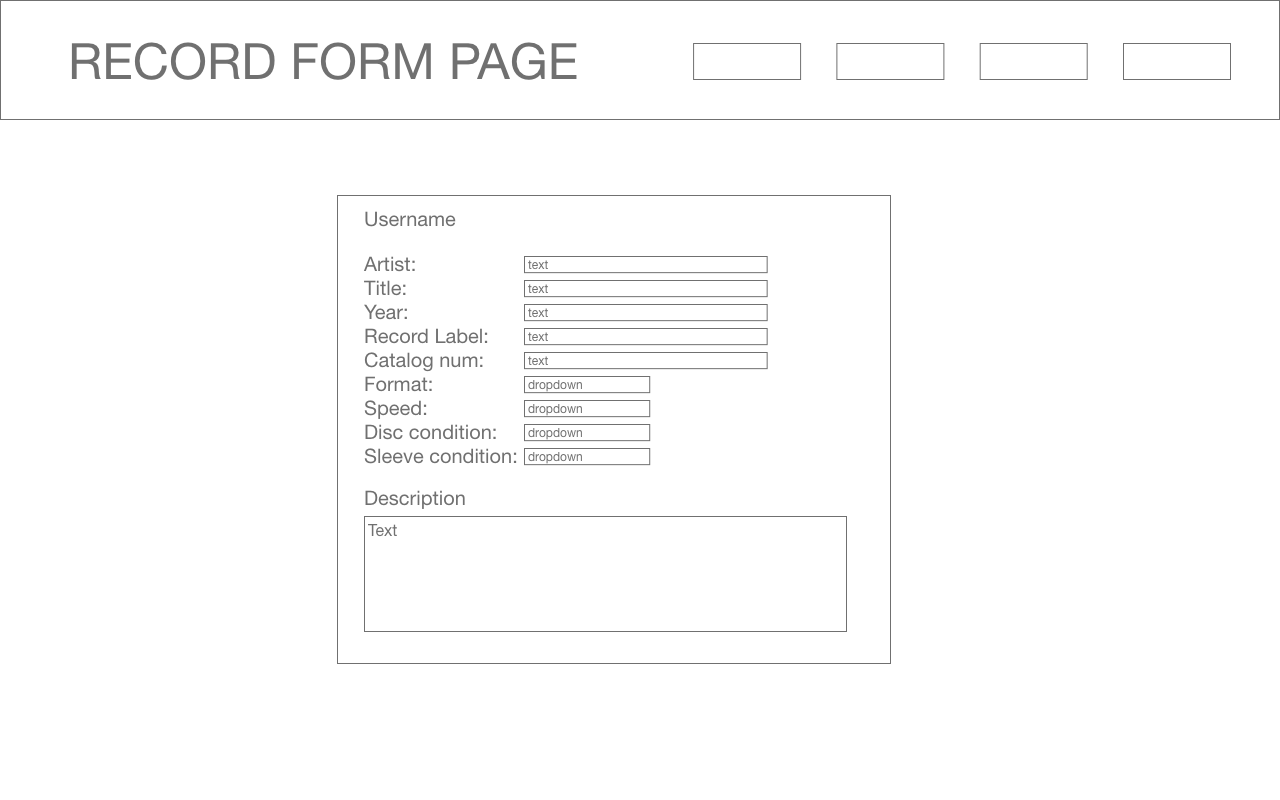 RECORD FORM PAGE
Username
Artist: text
Title: text
Year: text
Record Label: text
Catalog num: text
Format: dropdown
Speed: dropdown
Disc condition: dropdown
Sleeve condition: dropdown
Description
Text